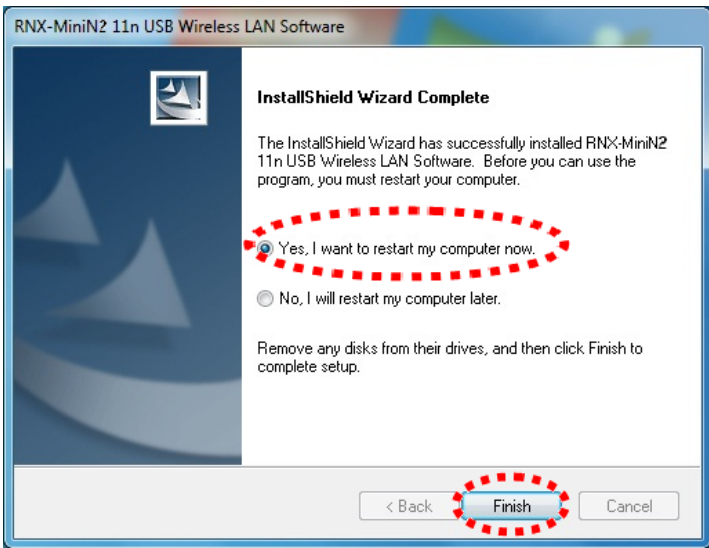 RNX-MiniN2 11n USB Wireless LAN Software
InstallShield Wizard Complete
The InstallShield Wizard has successfully installed RNX-MiniN2
11n USB Wireless LAN Software. Before you can use the
program, you must restart your computer.
Yes, I want to restart my computer now.
No, I will restart my computer later.
Remove any disks from their drives, and then click Finish to
complete setup.
< Back Finish Cancel